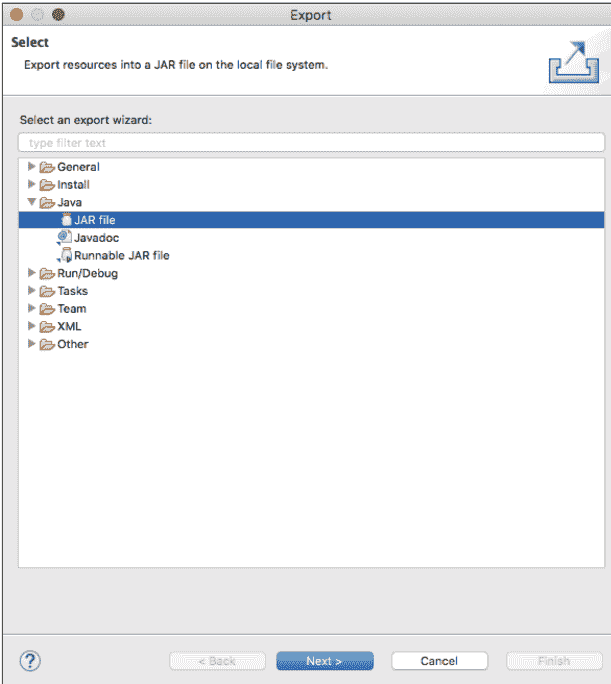 Export
Select
Export resources into a JAR file on the local file system.
Select an export wizard:
type filter text
General
Install
Java
JAR file
Javadoc
Runnable JAR file
Run/Debug
Tasks
Team
XML
Other
?
< Back
Next >
Cancel
Finish